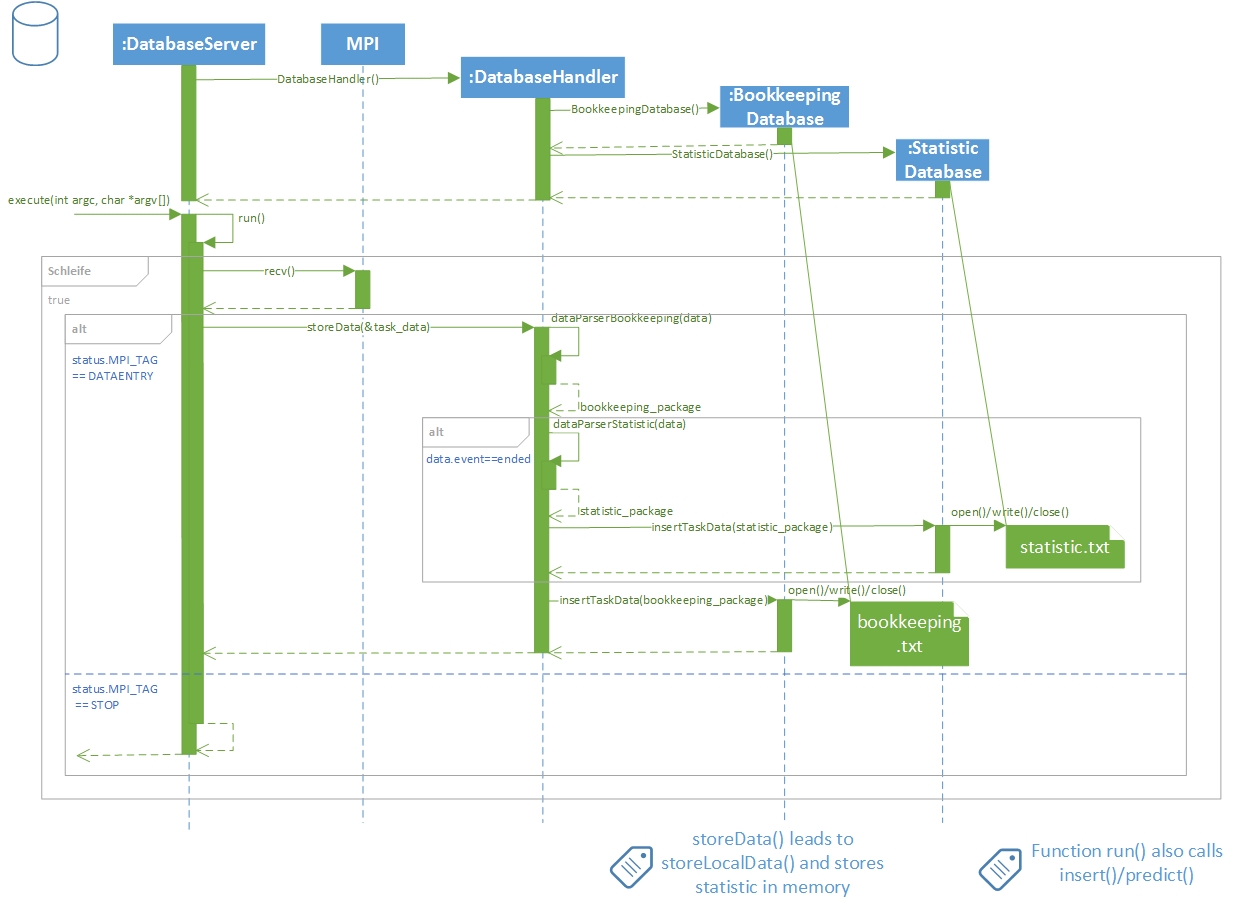 :DatabaseServer
MPI
:DatabaseHandler
DatabaseHandler()
:Bookkeeping
Database
BookkeepingDatabase()
:Statistic
Database
StatisticDatabase()
execute(int argc, char *argv[])
run()
Schleife
true
recv()
alt
status.MPI_TAG
== DATAENTRY
storeData(&task_data)
dataParserBookkeeping(data)
bookkeeping_package
alt
data.event==ended
dataParserStatistic(data)
statistic_package
insertTaskData(statistic_package)
open()/write()/close()
statistic.txt
insertTaskData(bookkeeping_package)
open()/write()/close()
bookkeeping
.txt
status.MPI_TAG
== STOP
storeData() leads to
storeLocalData() and stores
statistic in memory
Function run() also calls
insert()/predict()